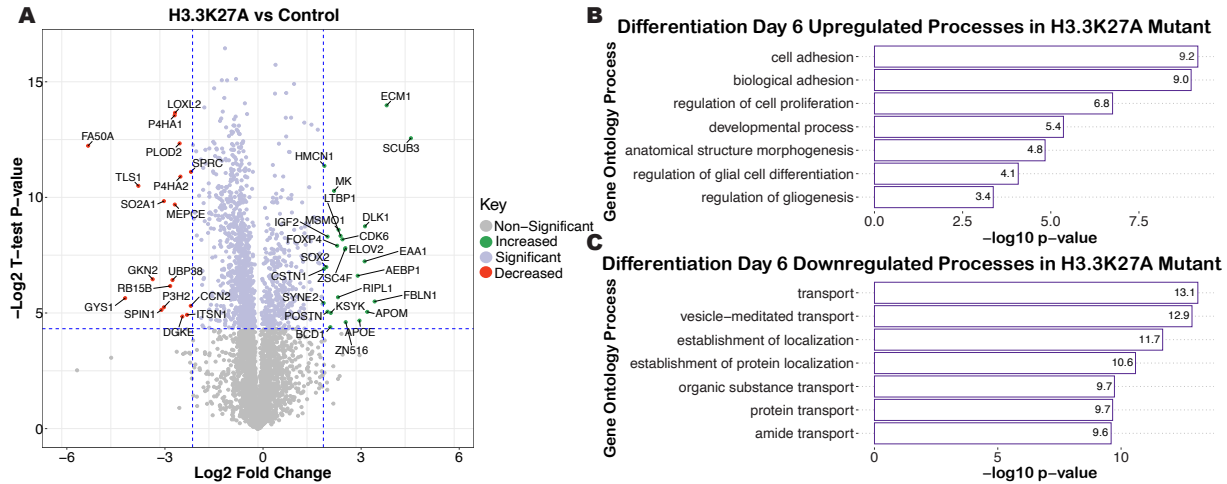 A
H3.3K27A vs Control
−Log2 T-test P-value
15
10
5
0
−6
−3
0
3
6
Log2 Fold Change
ECM1
SCUB3
LOXL2
P4HA1
FA50A
PLOD2
SPRC
HMCN1
TLS1
P4HA2
MK
SO2A1
MEPCE
LTBP1
DLK1
IGF2
MSMO1
CDK6
FOXP4
ELOV2
EAA1
SOX2
ZSC4F
CSTN1
AEBP1
GKN2
UBP38
RB15B
RIPL1
FBLN1
GYS1
P3H2
CCN2
SYNE2
SPIN1
ITSN1
POSTN
KSYK
APOM
DGKE
BCD1
APOE
ZN516
Key
Non−Significant
Increased
Significant
Decreased
B
Differentiation Day 6 Upregulated Processes in H3.3K27A Mutant
Gene Ontology Process
cell adhesion 9.2
biological adhesion 9.0
regulation of cell proliferation 6.8
developmental process 5.4
anatomical structure morphogenesis 4.8
regulation of glial cell differentiation 4.1
regulation of gliogenesis 3.4
0.0 2.5 5.0 7.5
−log10 p−value
C
Differentiation Day 6 Downregulated Processes in H3.3K27A Mutant
Gene Ontology Process
transport 13.1
vesicle−meditated transport 12.9
establishment of localization 11.7
establishment of protein localization 10.6
organic substance transport 9.7
protein transport 9.7
amide transport 9.6
0 5 10
−log10 p−value